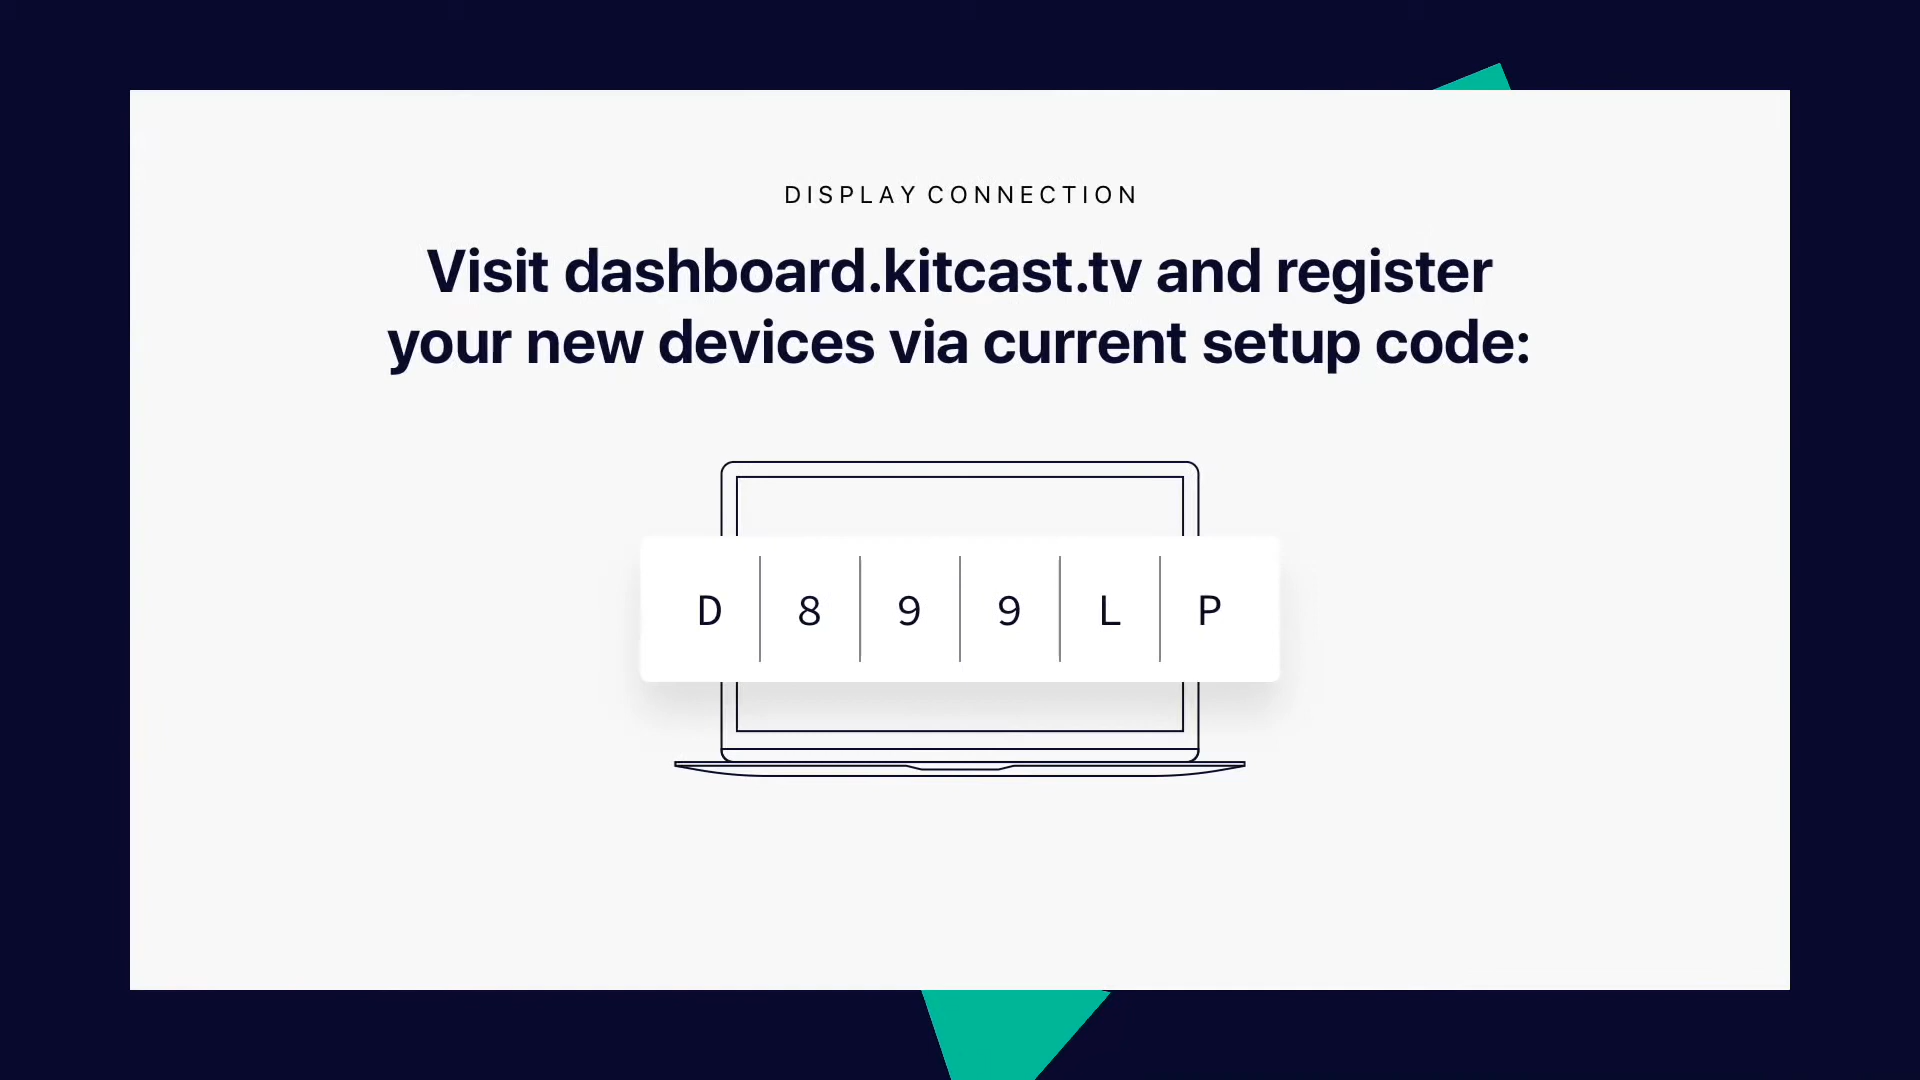 DISPLAY CONNECTION
Visit dashboard.kitcast.tv and register
your new devices via current setup code:
D 8 9 9 L P